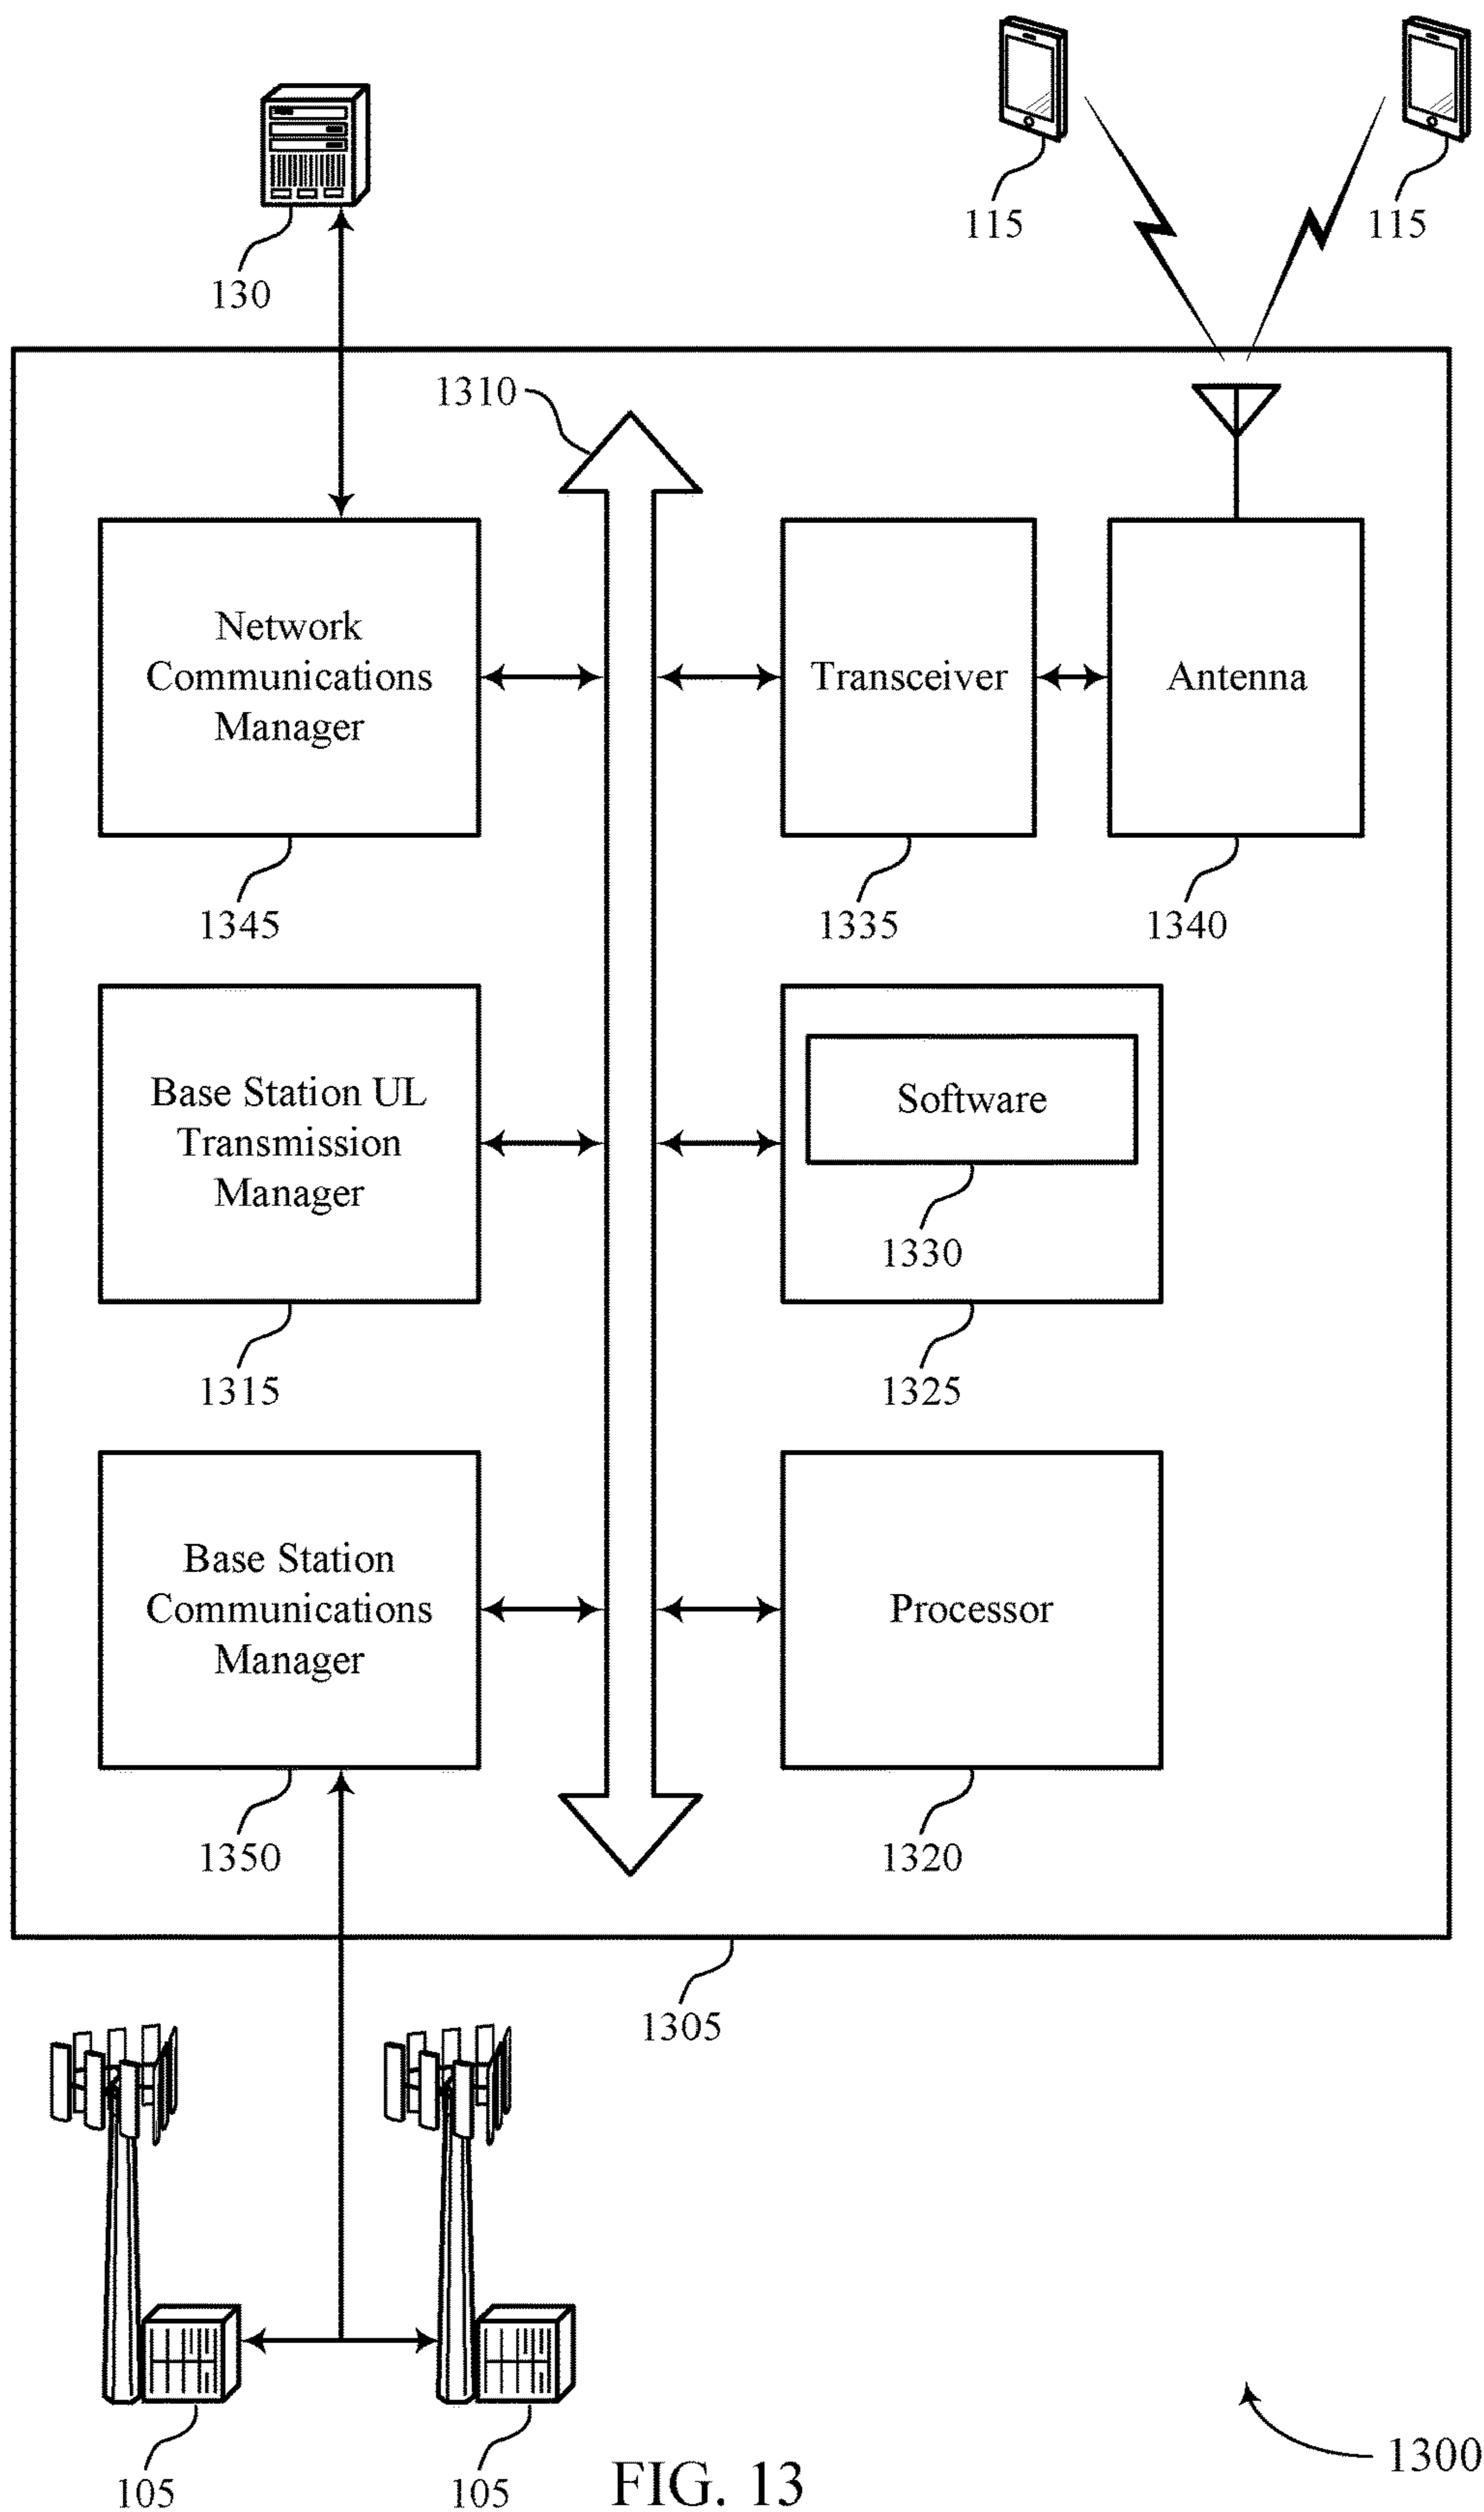 115
115
130
1310
Network
Communications
Manager
Transceiver
Antenna
1345
1335
1340
Base Station UL
Transmission
Manager
Software
1330
1315
1325
Base Station
Communications
Manager
Processor
1350
1320
1305
105
105
FIG. 13
1300